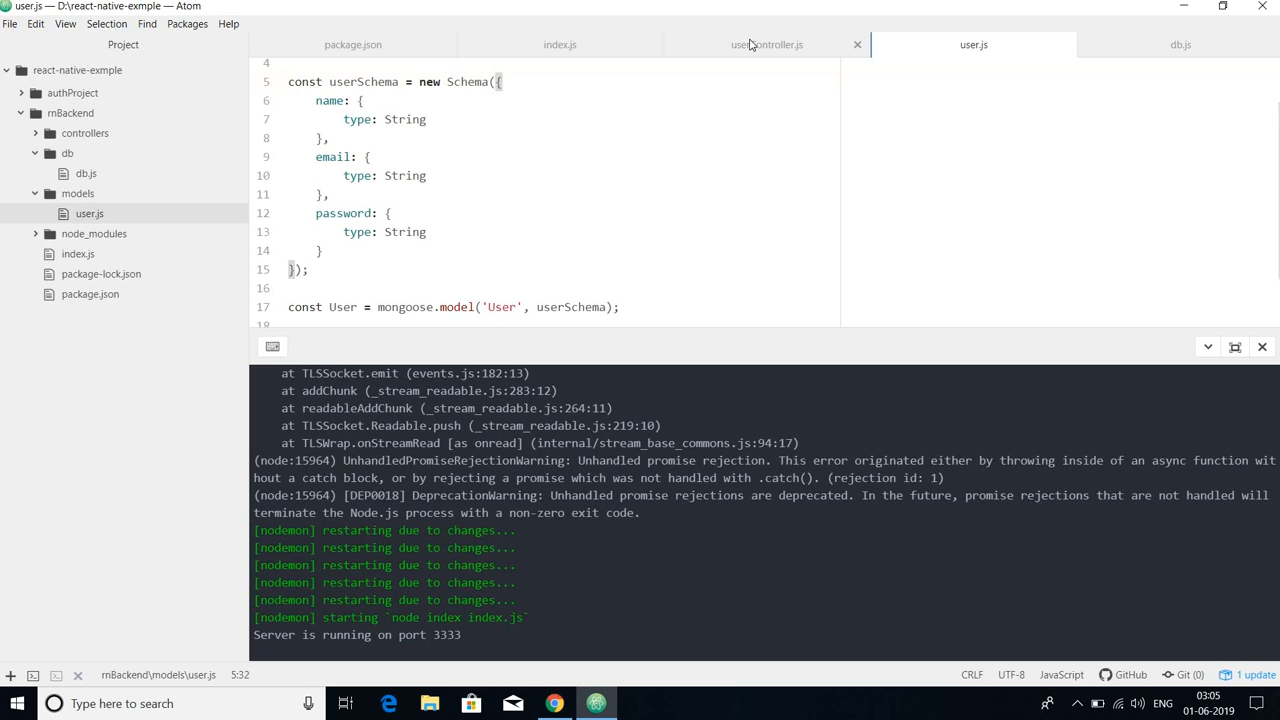 user.js — D:\react-native-exmple — Atom
File Edit View Selection Find Packages Help
Project
package.json
index.js
user.js
db.js
react-native-exmple
authProject
rnBackend
controllers
db
db.js
models
user.js
node_modules
index.js
package-lock.json
package.json
4
5 const userSchema = new Schema({
6 name: {
7 type: String
8 },
9 email: {
10 type: String
11 },
12 password: {
13 type: String
14 }
15 });
16
17 const User = mongoose.model('User', userSchema);
18
at TLSSocket.emit (events.js:182:13)
at addChunk (_stream_readable.js:283:12)
at readableAddChunk (_stream_readable.js:264:11)
at TLSSocket.Readable.push (_stream_readable.js:219:10)
at TLSWrap.onStreamRead [as onread] (internal/stream_base_commons.js:94:17)
(node:15964) UnhandledPromiseRejectionWarning: Unhandled promise rejection. This error originated either by throwing inside of an async function wit
hout a catch block, or by rejecting a promise which was not handled with .catch(). (rejection id: 1)
(node:15964) [DEP0018] DeprecationWarning: Unhandled promise rejections are deprecated. In the future, promise rejections that are not handled will
terminate the Node.js process with a non-zero exit code.
[nodemon] restarting due to changes...
[nodemon] restarting due to changes...
[nodemon] restarting due to changes...
[nodemon] restarting due to changes...
[nodemon] restarting due to changes...
[nodemon] starting `node index index.js`
Server is running on port 3333
rnBackend\models\user.js 5:32
CRLF UTF-8 JavaScript GitHub Git (0) 1 update
Type here to search
ENG
03:05
01-06-2019